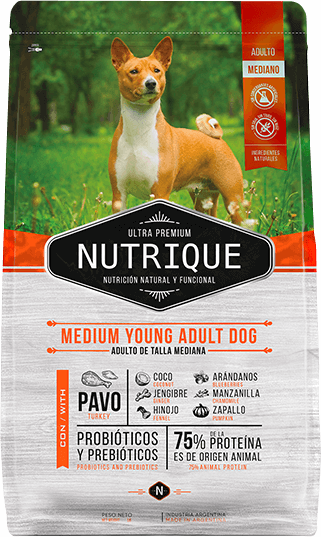 ADULTO
MEDIANO
INGREDIENTES
NATURALES
ULTRA PREMIUM
NUTRIQUE
NUTRICIÓN NATURAL Y FUNCIONAL
MEDIUM YOUNG ADULT DOG
ADULTO DE TALLA MEDIANA
CON / WITH
PAVO
TURKEY
COCO
COCONUT
JENGIBRE
GINGER
HINOJO
FENNEL
ARÁNDANOS
BLUEBERRIES
MANZANILLA
CHAMOMILE
ZAPALLO
PUMPKIN
PROBIÓTICOS
Y PREBIÓTICOS
PROBIOTICS AND PREBIOTICS
75% DE LA PROTEÍNA
ES DE ORIGEN ANIMAL
75% ANIMAL PROTEIN
N
PESO NETO
INDUSTRIA ARGENTINA
MADE IN ARGENTINA